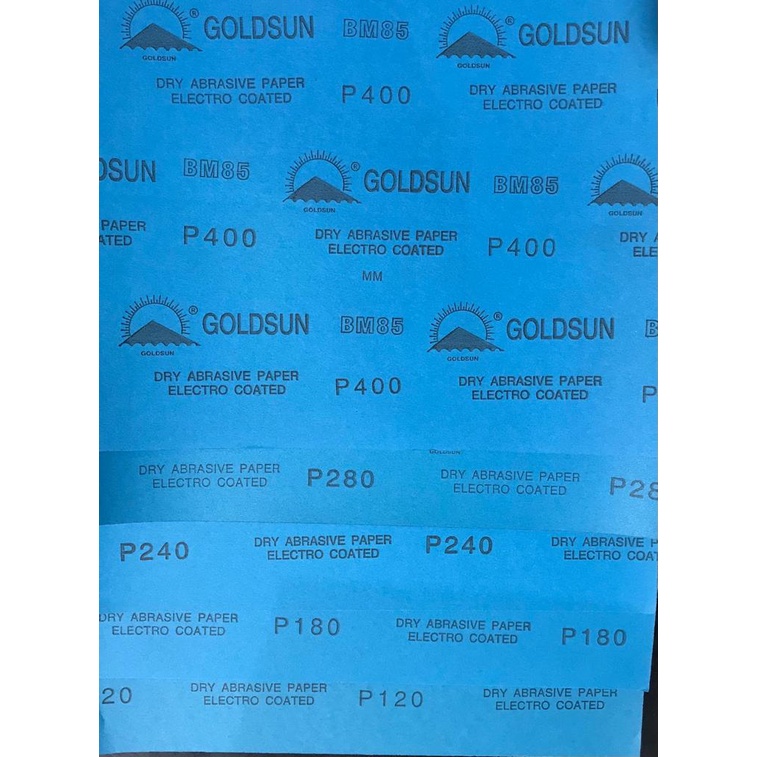 ® GOLDSUN BM85 ® GOLDSUN
GOLDSUN GOLDSUN
DRY ABRASIVE PAPER P400 DRY ABRASIVE PAPER
ELECTRO COATED ELECTRO COATED
DSUN BM85 ® GOLDSUN BM85
GOLDSUN GOLDSUN
PAPER P400 DRY ABRASIVE PAPER P400 DRY
ATED ELECTRO COATED ELE
MM
® GOLDSUN BM85 ® GOLDSUN B
GOLDSUN GOLDSUN
DRY ABRASIVE PAPER P400 DRY ABRASIVE PAPER P
ELECTRO COATED ELECTRO COATED
DRY ABRASIVE PAPER P280 DRY ABRASIVE PAPER P28
ELECTRO COATED ELECTRO COATED
P240 DRY ABRASIVE PAPER P240 DRY ABRASIVE P
ELECTRO COATED ELECTRO COAT
DRY ABRASIVE PAPER P180 DRY ABRASIVE PAPER P180
ELECTRO COATED ELECTRO COATED
20 DRY ABRASIVE PAPER P120 DRY ABRASIVE PAPER
ELECTRO COATED ELECTRO COATED